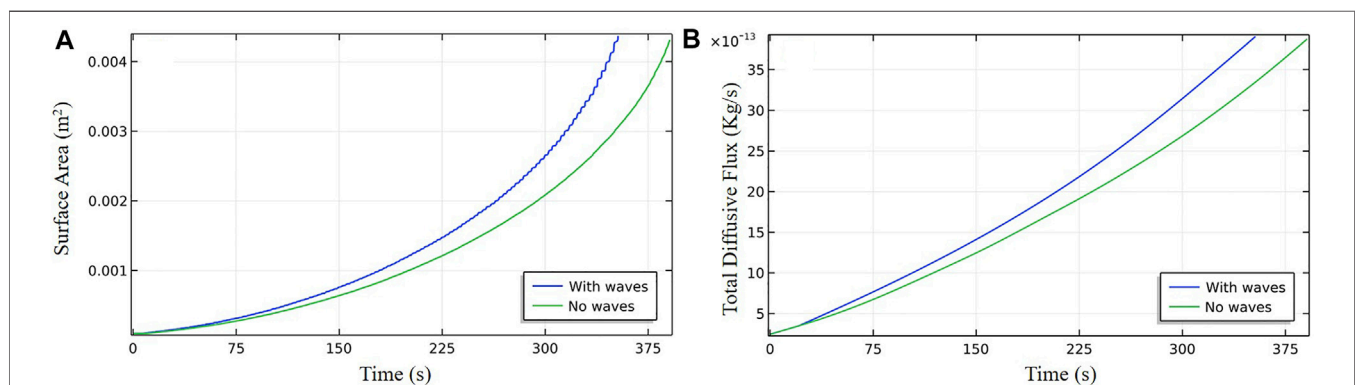 A
Surface Area (m²)
0.004
0.003
0.002
0.001
With waves
No waves
0
75
150
225
300
375
Time (s)
B
×10⁻¹³
Total Diffusive Flux (Kg/s)
35
30
25
20
15
10
5
With waves
No waves
0
75
150
225
300
375
Time (s)